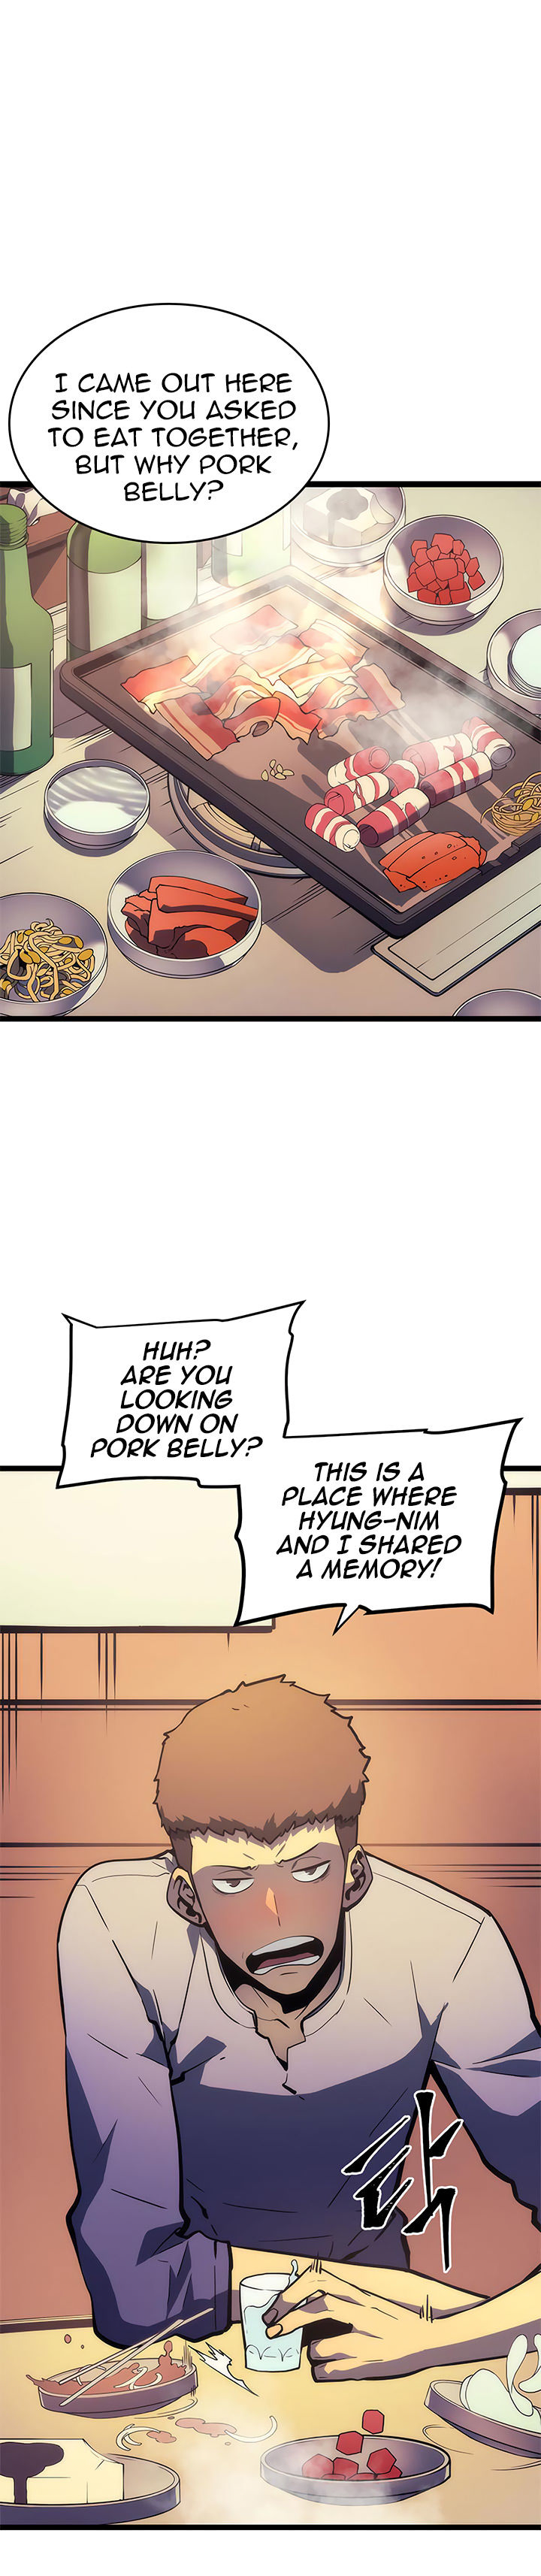 I CAME OUT HERE
SINCE YOU ASKED
TO EAT TOGETHER,
BUT WHY PORK
BELLY?
HUH?
ARE YOU
LOOKING
DOWN ON
PORK BELLY?
THIS IS A
PLACE WHERE
HYUNG-NIM
AND I SHARED
A MEMORY!
탁